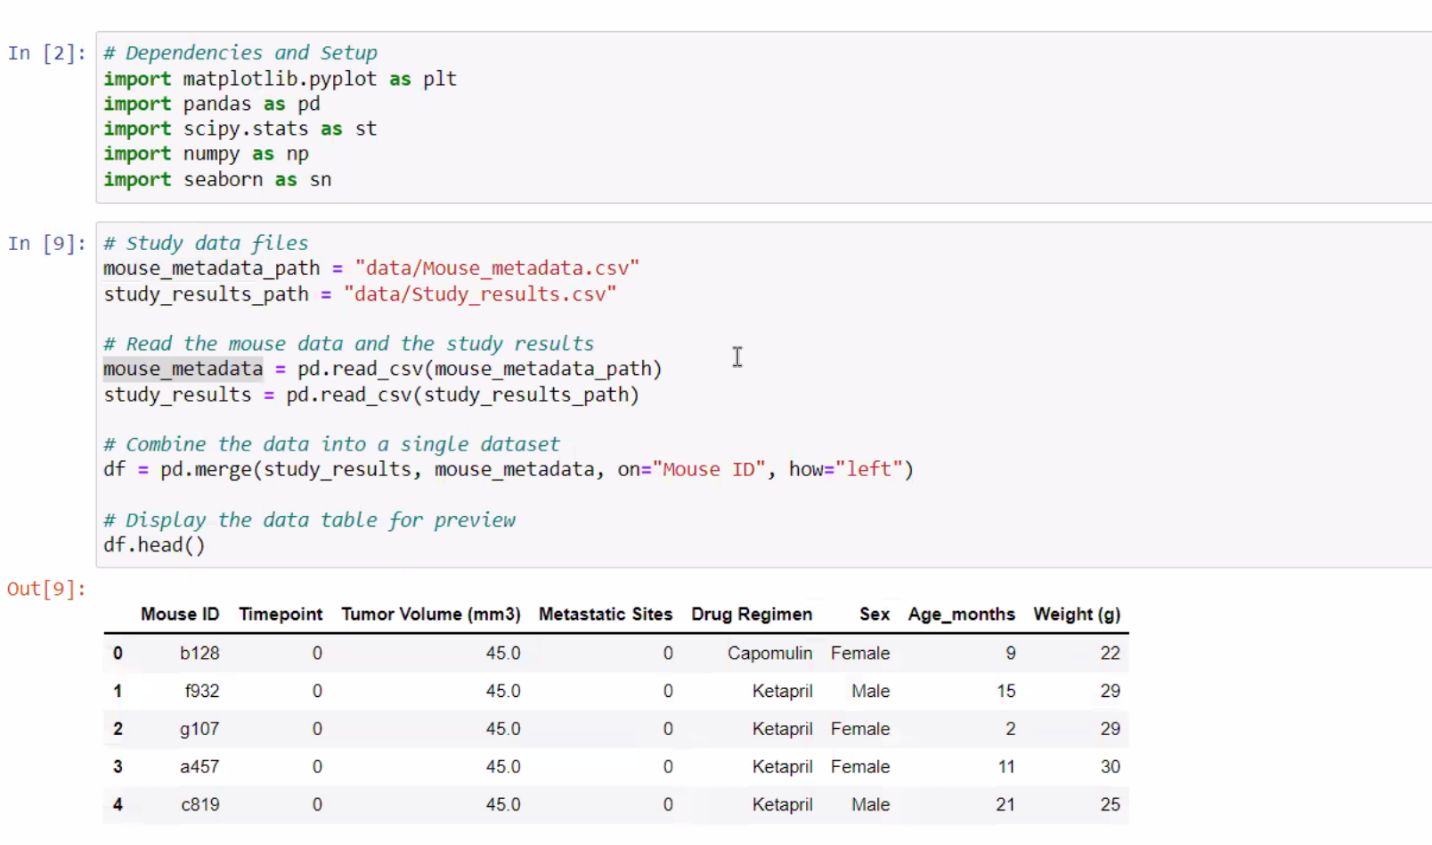 In [2]:
# Dependencies and Setup
import matplotlib.pyplot as plt
import pandas as pd
import scipy.stats as st
import numpy as np
import seaborn as sn
In [9]:
# Study data files
mouse_metadata_path = "data/Mouse_metadata.csv"
study_results_path = "data/Study_results.csv"
# Read the mouse data and the study results
mouse_metadata = pd.read_csv(mouse_metadata_path)
study_results = pd.read_csv(study_results_path)
# Combine the data into a single dataset
df = pd.merge(study_results, mouse_metadata, on="Mouse ID", how="left")
# Display the data table for preview
df.head()
Out[9]:
Mouse ID Timepoint Tumor Volume (mm3) Metastatic Sites Drug Regimen Sex Age_months Weight (g)
0 b128 0 45.0 0 Capomulin Female 9 22
1 f932 0 45.0 0 Ketapril Male 15 29
2 g107 0 45.0 0 Ketapril Female 2 29
3 a457 0 45.0 0 Ketapril Female 11 30
4 c819 0 45.0 0 Ketapril Male 21 25